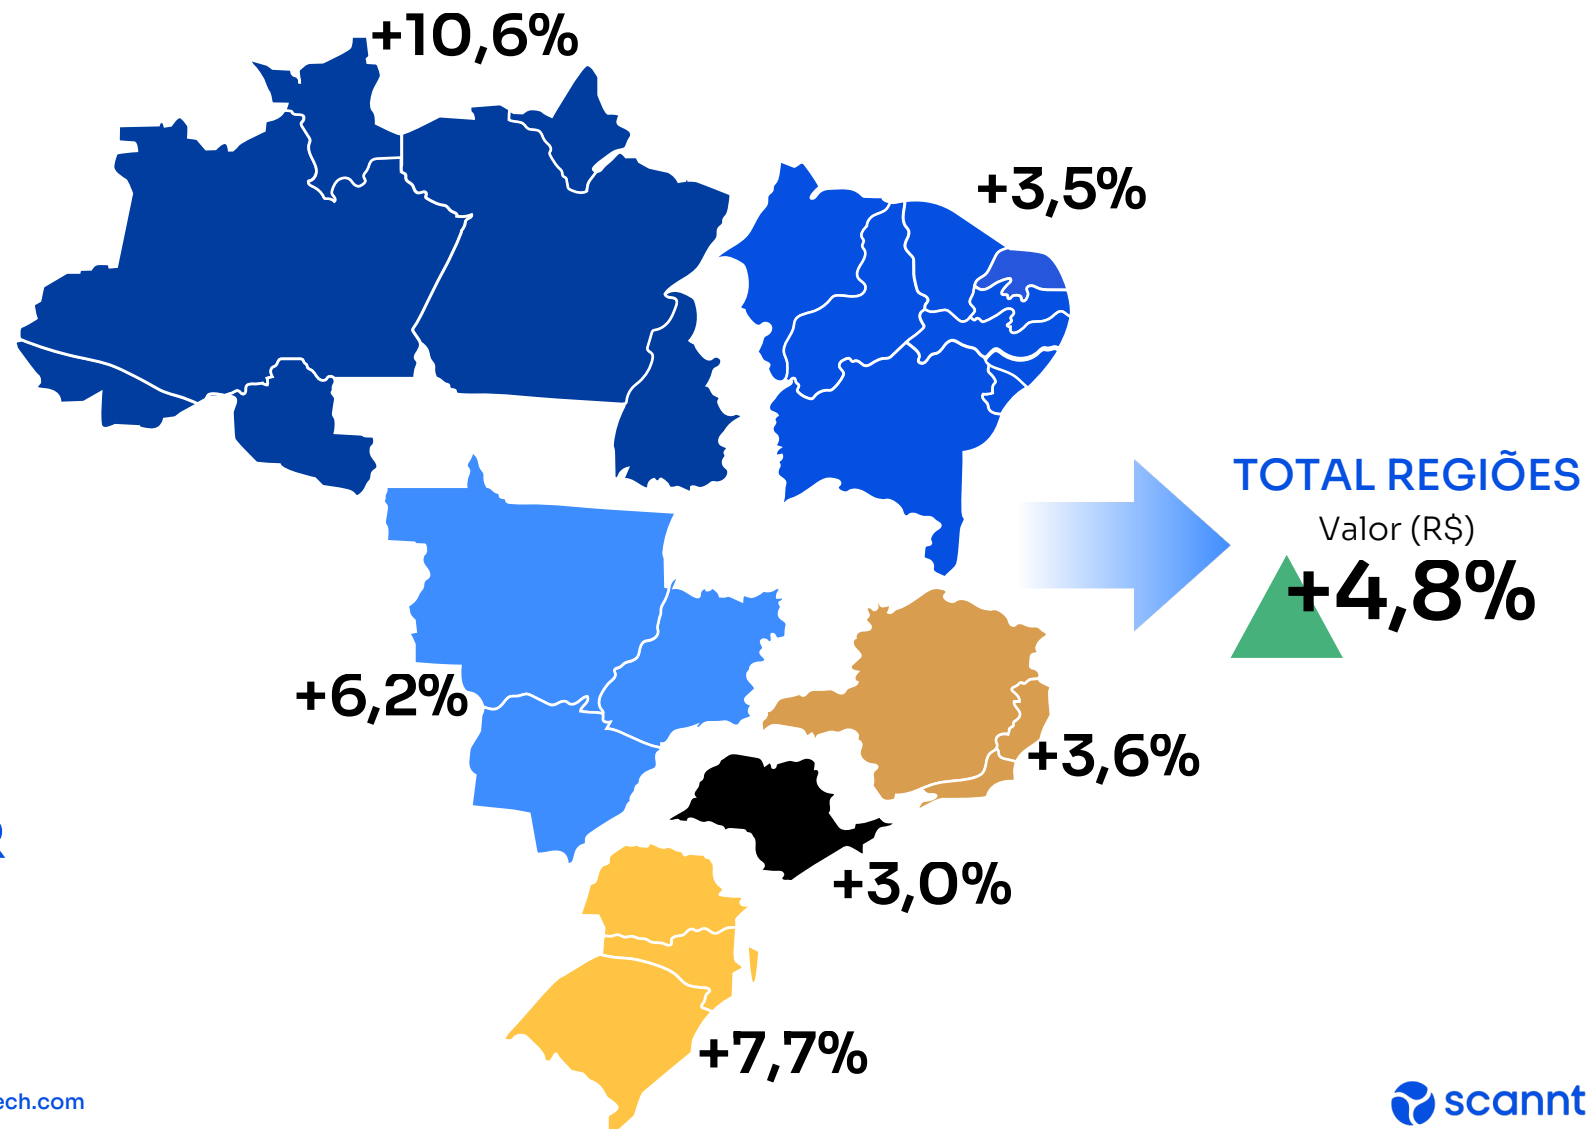 +10,6%
+3,5%
TOTAL REGIÕES
Valor (R$)
+4,8%
+6,2%
+3,6%
+3,0%
+7,7%
ech.com
scannt